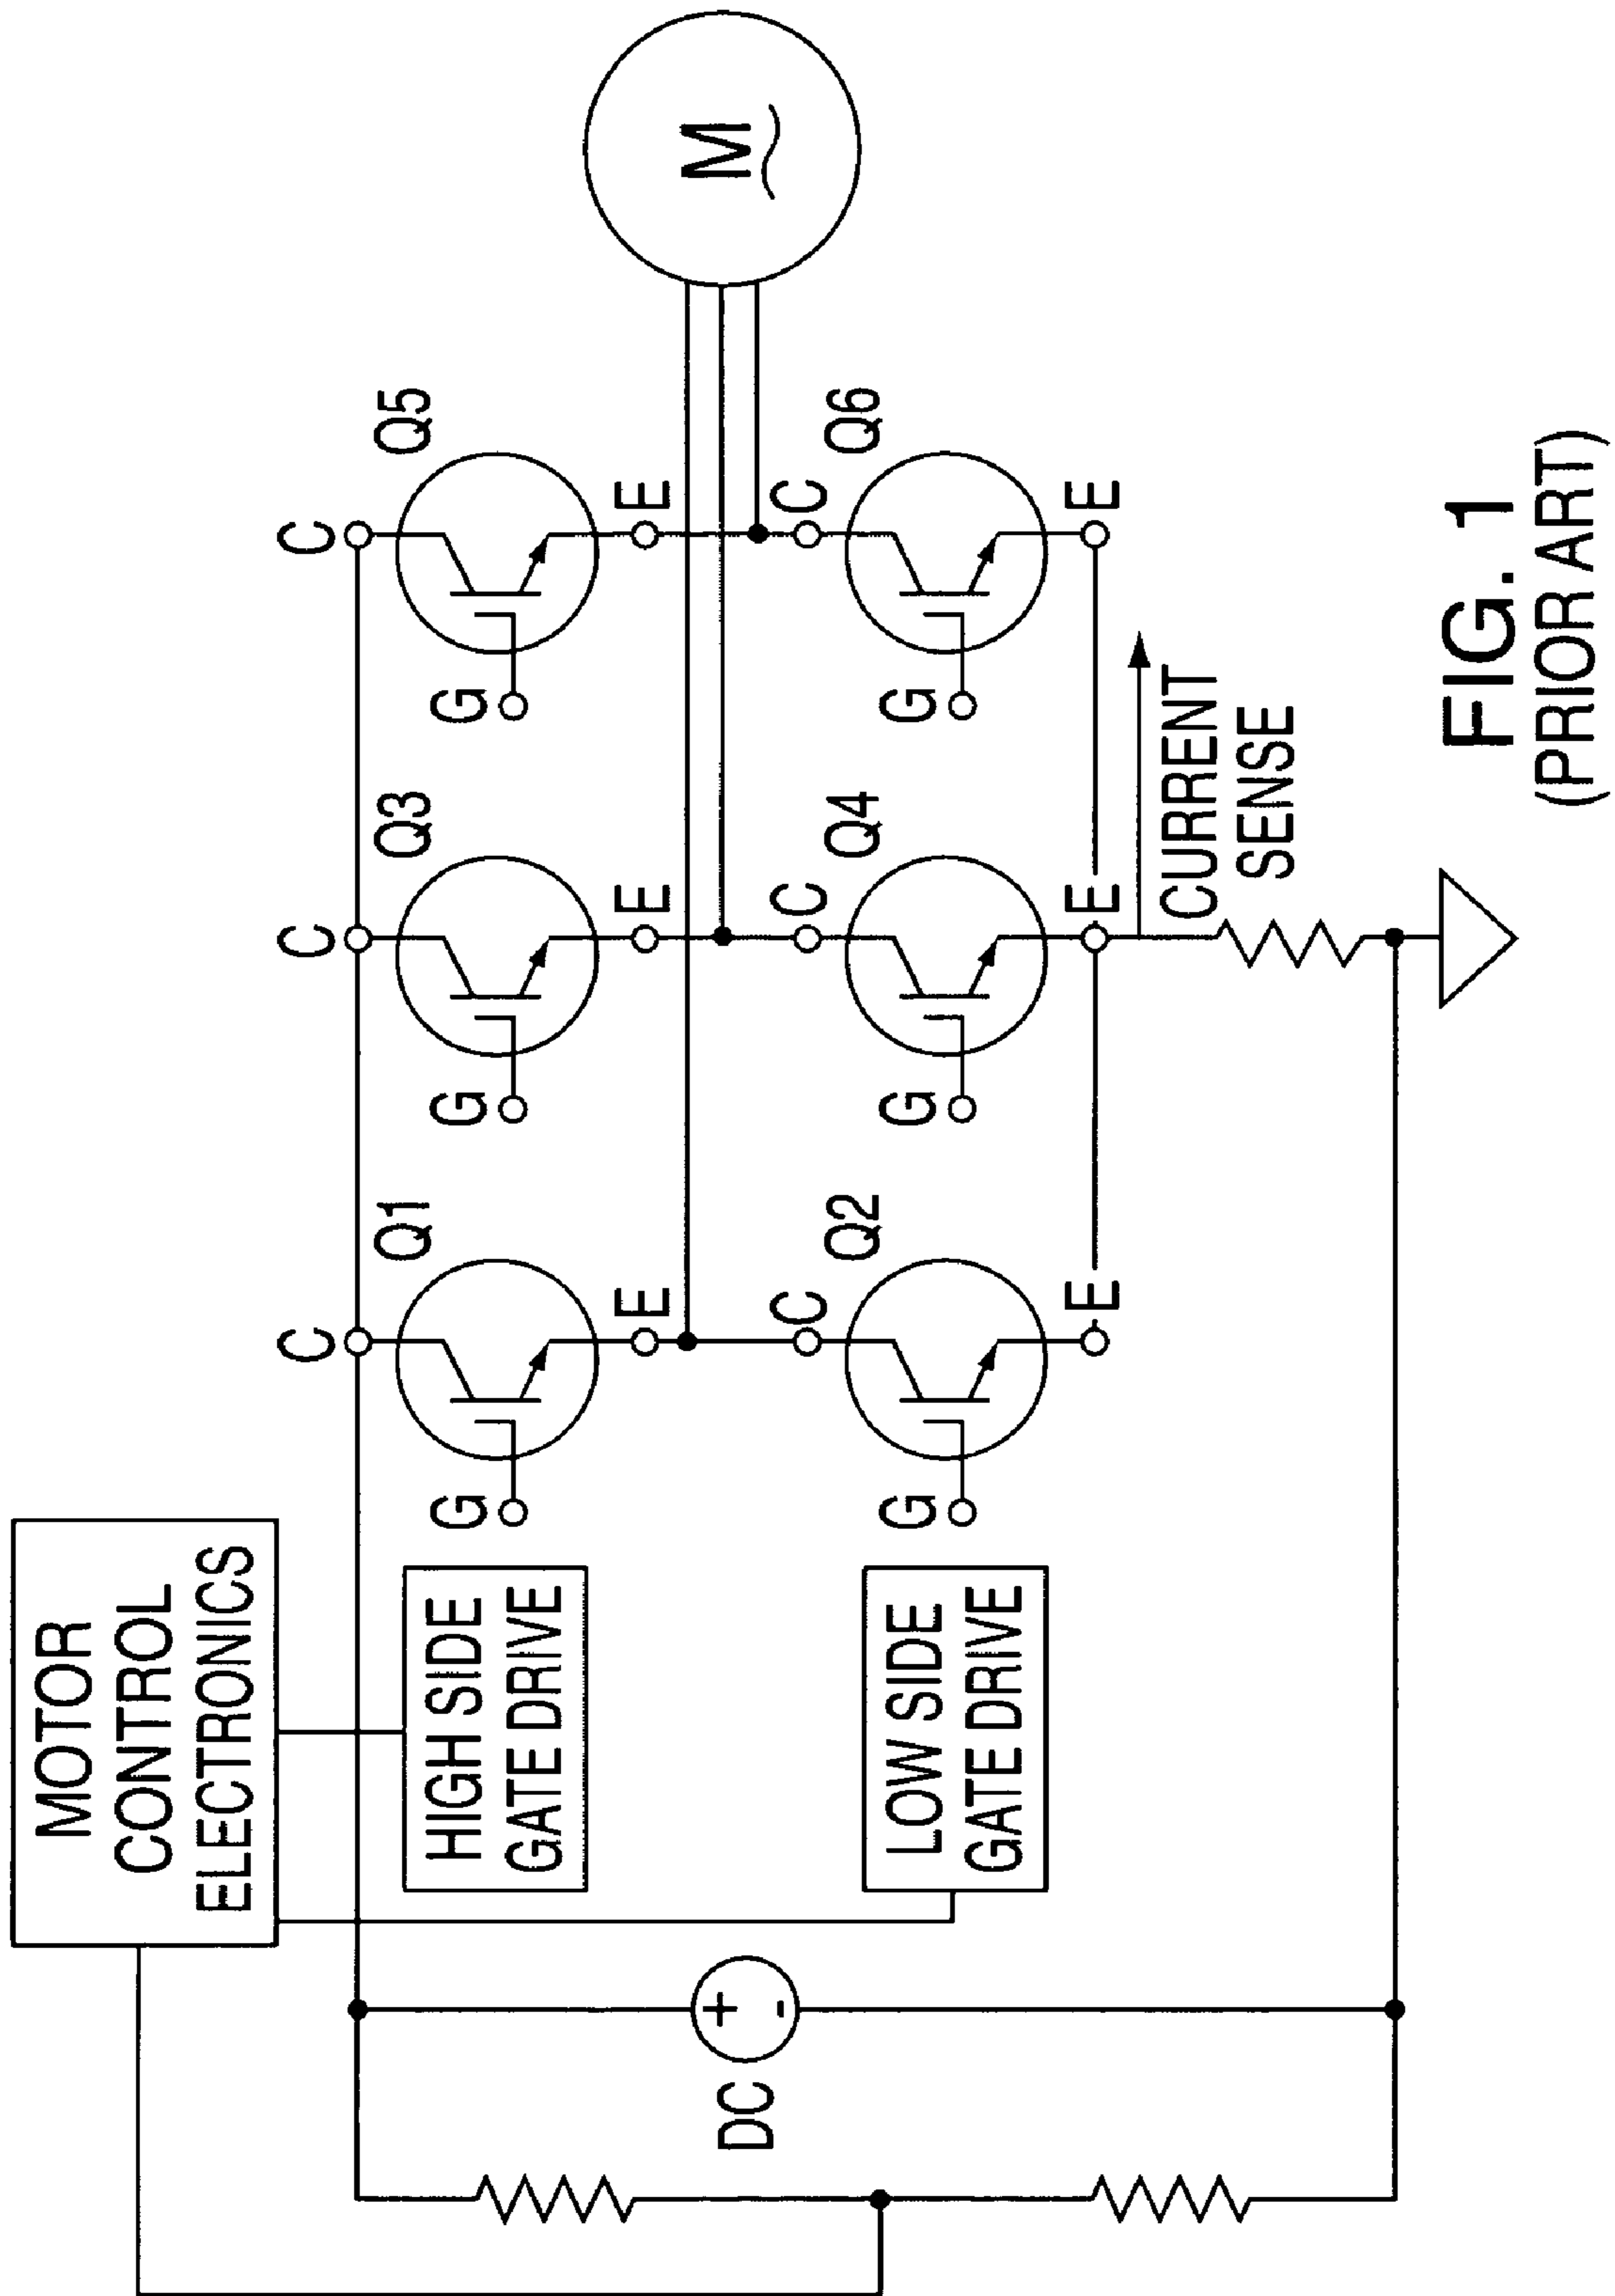 MOTOR
CONTROL
ELECTRONICS
HIGH SIDE
GATE DRIVE
LOW SIDE
GATE DRIVE
DC
+
-
C
Q1
G
E
C
Q3
G
E
C
Q5
G
E
C
Q2
G
E
C
Q4
G
E
C
Q6
G
E
M
CURRENT
SENSE
FIG. 1
(PRIOR ART)